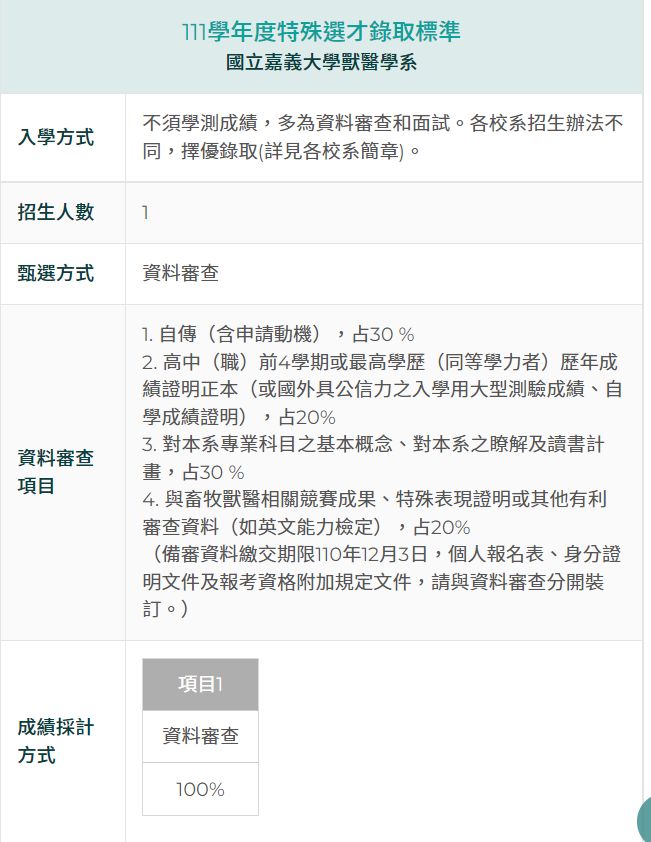 111學年度特殊選才錄取標準
國立嘉義大學獸醫學系
入學方式
不須學測成績，多為資料審查和面試。各校系招生辦法不
同，擇優錄取(詳見各校系簡章)。
招生人數
1
甄選方式
資料審查
資料審查
項目
1. 自傳（含申請動機），占30 %
2. 高中（職）前4學期或最高學歷（同等學力者）歷年成
績證明正本（或國外具公信力之入學用大型測驗成績、自
學成績證明），占20%
3. 對本系專業科目之基本概念、對本系之瞭解及讀書計
畫，占30 %
4. 與畜牧獸醫相關競賽成果、特殊表現證明或其他有利
審查資料（如英文能力檢定），占20%
（備審資料繳交期限110年12月3日，個人報名表、身分證
明文件及報考資格附加規定文件，請與資料審查分開裝
訂。）
成績採計
方式
項目1
資料審查
100%